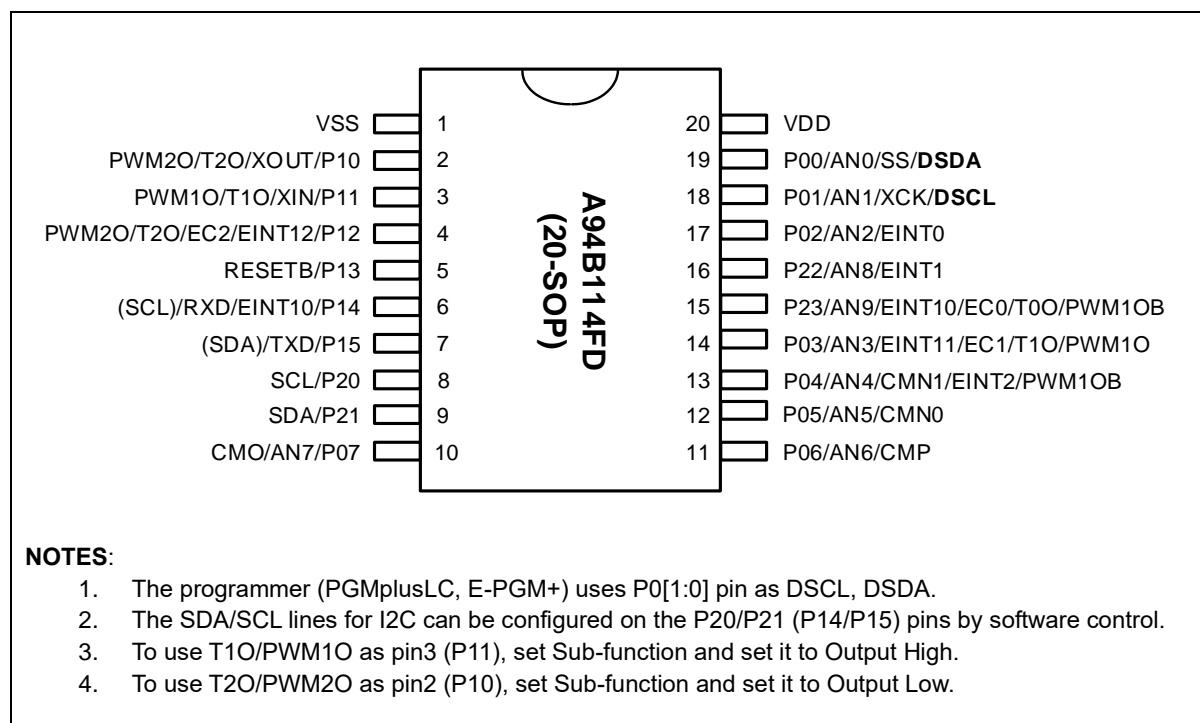 VSS 1
PWM2O/T2O/XOUT/P10 2
PWM1O/T1O/XIN/P11 3
PWM2O/T2O/EC2/EINT12/P12 4
RESETB/P13 5
(SCL)/RXD/EINT10/P14 6
(SDA)/TXD/P15 7
SCL/P20 8
SDA/P21 9
CMO/AN7/P07 10
A94B114FD
(20-SOP)
20 VDD
19 P00/AN0/SS/DSDA
18 P01/AN1/XCK/DSCL
17 P02/AN2/EINT0
16 P22/AN8/EINT1
15 P23/AN9/EINT10/EC0/T0O/PWM1OB
14 P03/AN3/EINT11/EC1/T1O/PWM1O
13 P04/AN4/CMN1/EINT2/PWM1OB
12 P05/AN5/CMN0
11 P06/AN6/CMP
NOTES:
1. The programmer (PGMplusLC, E-PGM+) uses P0[1:0] pin as DSCL, DSDA.
2. The SDA/SCL lines for I2C can be configured on the P20/P21 (P14/P15) pins by software control.
3. To use T1O/PWM1O as pin3 (P11), set Sub-function and set it to Output High.
4. To use T2O/PWM2O as pin2 (P10), set Sub-function and set it to Output Low.